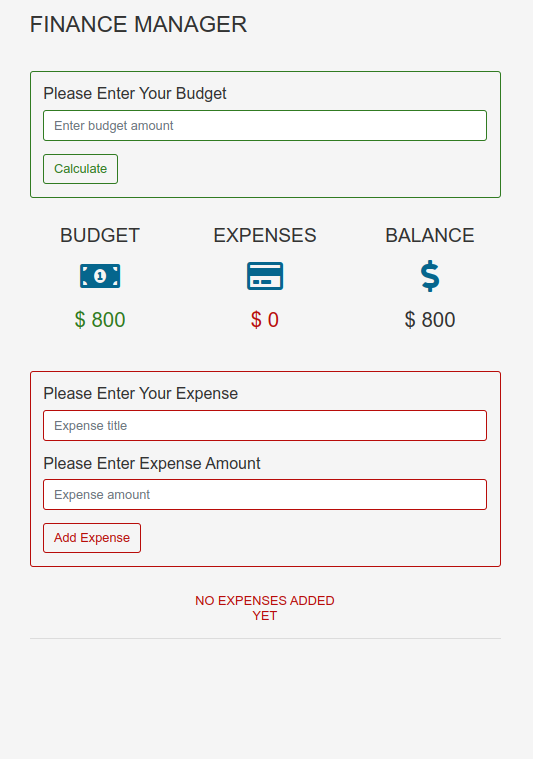 FINANCE MANAGER
Please Enter Your Budget
Enter budget amount
Calculate
BUDGET EXPENSES BALANCE
1 $
$ 800 $ 0 $ 800
Please Enter Your Expense
Expense title
Please Enter Expense Amount
Expense amount
Add Expense
NO EXPENSES ADDED
YET